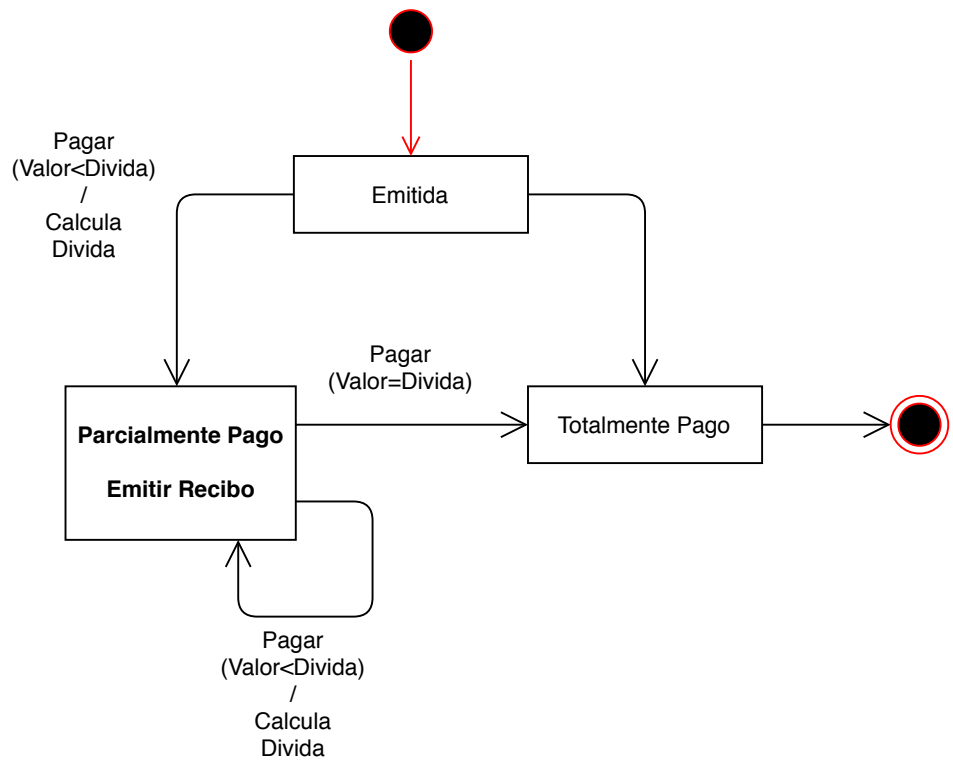 Pagar
(Valor<Divida)
/
Calcula
Divida
Emitida
Pagar
(Valor=Divida)
Parcialmente Pago
Emitir Recibo
Totalmente Pago
Pagar
(Valor<Divida)
/
Calcula
Divida